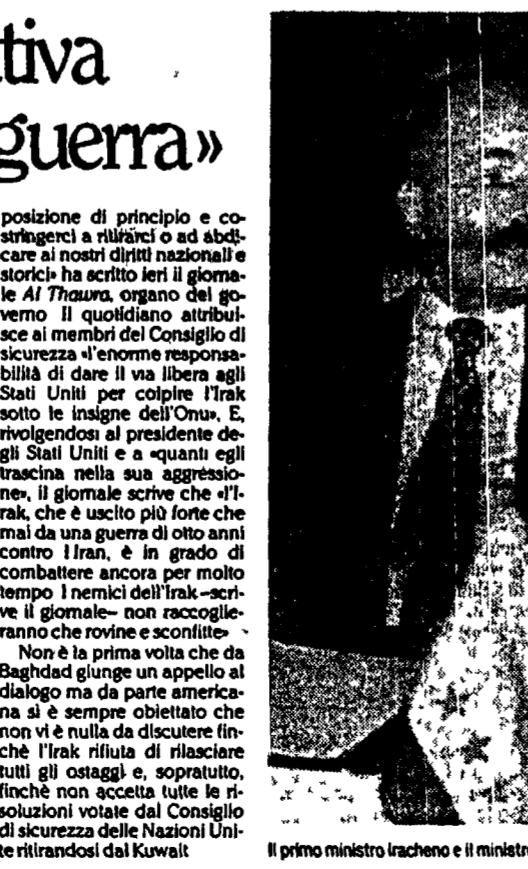 tiva
guerra»
posizione di principio e co-
stringerci a ritirarci o ad abdi-
care ai nostri diritti nazionali e
storici» ha scritto ieri il giorna-
le Al Thawra, organo del go-
verno Il quotidiano attribui-
sce ai membri del Consiglio di
sicurezza «l'enorme responsa-
bilità di dare il via libera agli
Stati Uniti per colpire l'Irak
sotto le insigne dell'Onu». E,
rivolgendosi al presidente de-
gli Stati Uniti e a «quanti egli
trascina nella sua aggressio-
ne», il giornale scrive che «l'I-
rak, che è uscito più forte che
mai da una guerra di otto anni
contro l Iran, è in grado di
combattere ancora per molto
tempo I nemici dell'Irak –scri-
ve il giornale– non raccoglie-
ranno che rovine e sconfitte»
Non è la prima volta che da
Baghdad giunge un appello al
dialogo ma da parte america-
na si è sempre obiettato che
non vi è nulla da discutere fin-
chè l'Irak rifiuta di rilasciare
tutti gli ostaggi e, sopratutto,
finchè non accetta tutte le ri-
soluzioni votate dal Consiglio
di sicurezza delle Nazioni Uni-
te ritirandosi dal Kuwait
Il primo ministro iracheno e il ministr